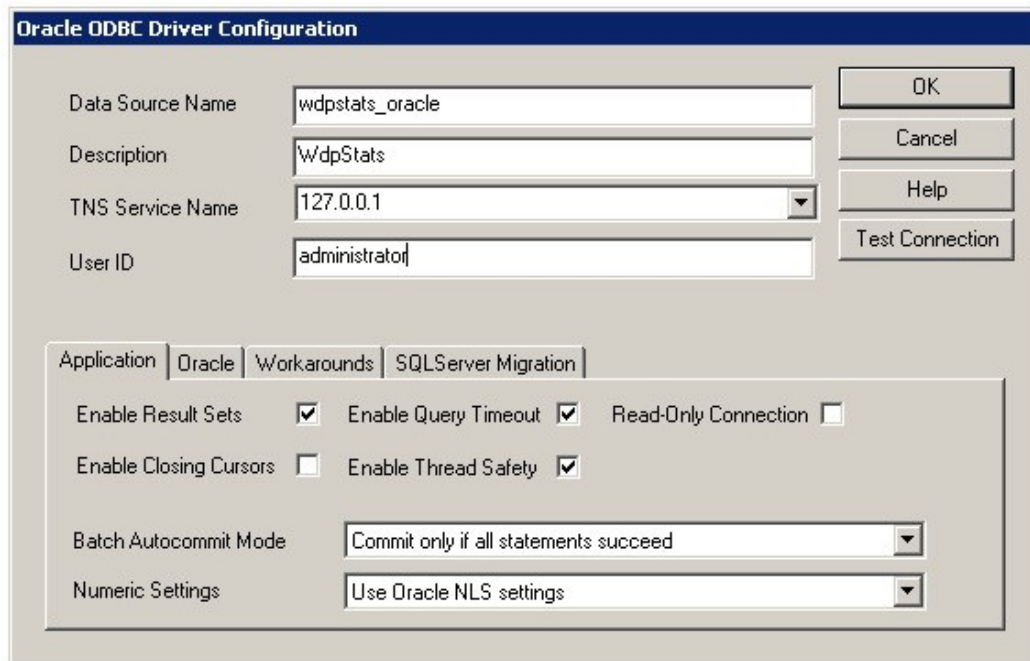 Oracle ODBC Driver Configuration
Data Source Name wdpstats_oracle OK
Description WdpStats Cancel
TNS Service Name 127.0.0.1 Help
User ID administrator Test Connection
Application Oracle Workarounds SQLServer Migration
Enable Result Sets Enable Query Timeout Read-Only Connection
Enable Closing Cursors Enable Thread Safety
Batch Autocommit Mode Commit only if all statements succeed
Numeric Settings Use Oracle NLS settings